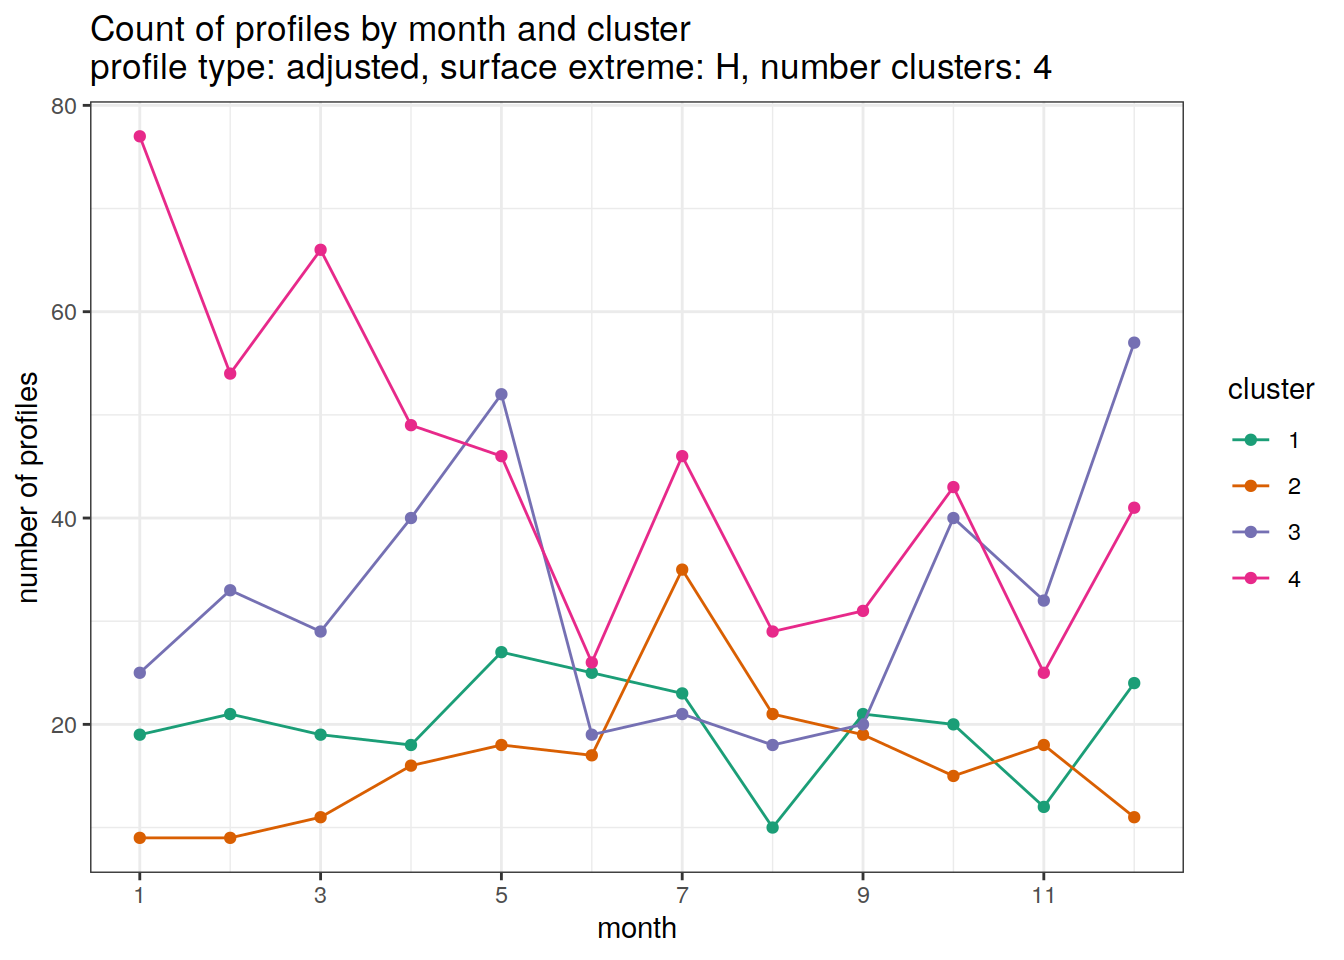 Count of profiles by month and cluster
profile type: adjusted, surface extreme: H, number clusters: 4
80
60
40
20
number of profiles
1 3 5 7 9 11
month
cluster
1
2
3
4